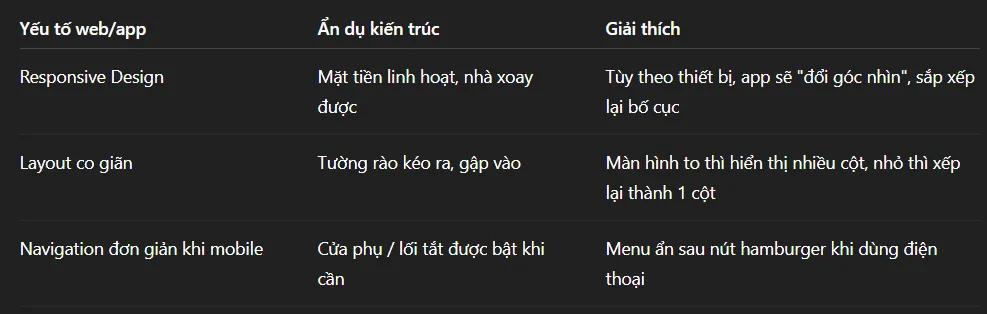 Yếu tố web/app
Ẩn dụ kiến trúc
Giải thích
Responsive Design
Mặt tiền linh hoạt, nhà xoay
được
Tùy theo thiết bị, app sẽ "đổi góc nhìn", sắp xếp
lại bố cục
Layout co giãn
Tường rào kéo ra, gập vào
Màn hình to thì hiển thị nhiều cột, nhỏ thì xếp
lại thành 1 cột
Navigation đơn giản khi mobile
Cửa phụ / lối tắt được bật khi
cần
Menu ẩn sau nút hamburger khi dùng điện
thoại